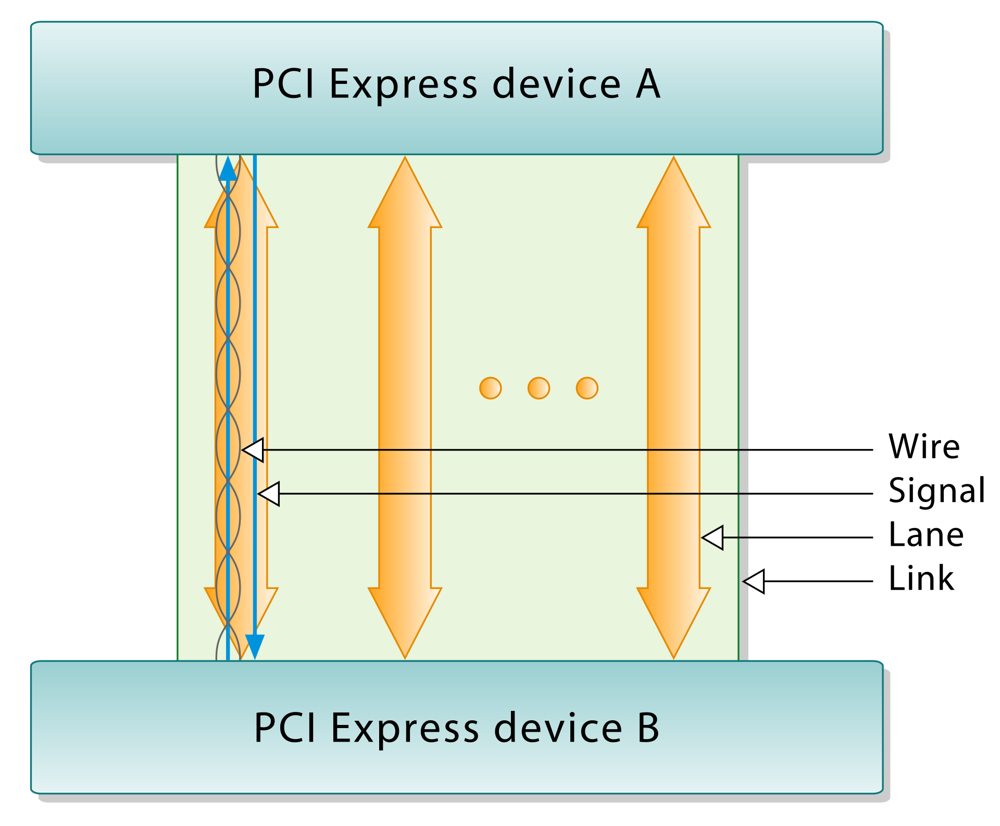 PCI Express device A
Wire
Signal
Lane
Link
PCI Express device B